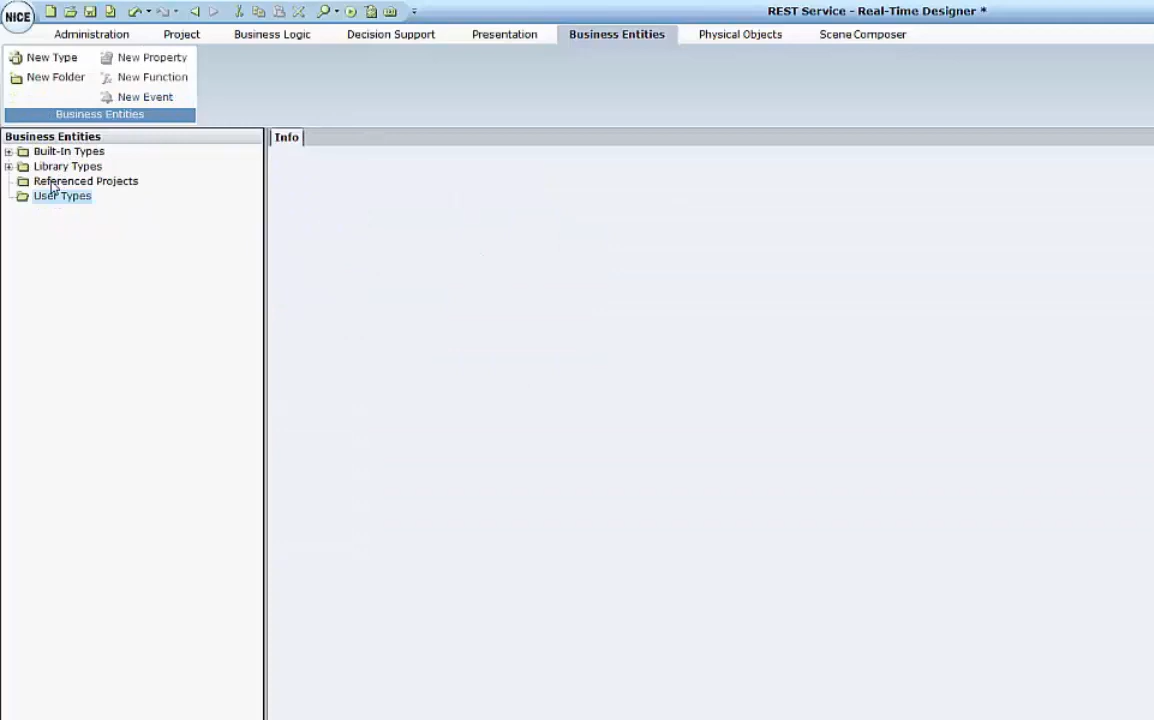 NICE
REST Service - Real-Time Designer *
Administration Project Business Logic Decision Support Presentation Business Entities Physical Objects Scene Composer
New Type New Property
New Folder New Function
New Event
Business Entities
Business Entities
Info
Built-In Types
Library Types
Referenced Projects
User Types